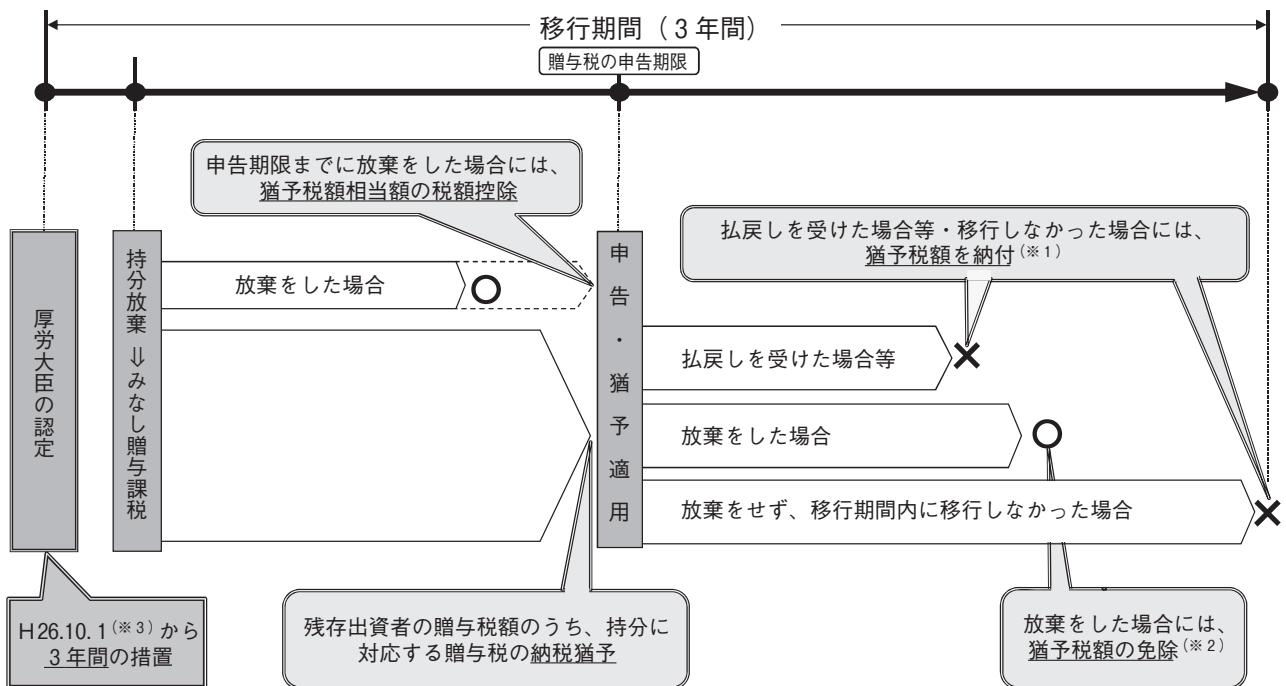 移行期間（３年間）
贈与税の申告期限
申告期限までに放棄をした場合には、
猶予税額相当額の税額控除
払戻しを受けた場合等・移行しなかった場合には、
猶予税額を納付(※１)
厚労大臣の認定
持分放棄⇒みなし贈与課税
放棄をした場合
申告・猶予適用
払戻しを受けた場合等
放棄をした場合
放棄をせず、移行期間内に移行しなかった場合
H26.10.１(※３)から
３年間の措置
残存出資者の贈与税額のうち、持分に
対応する贈与税の納税猶予
放棄をした場合には、
猶予税額の免除(※２)